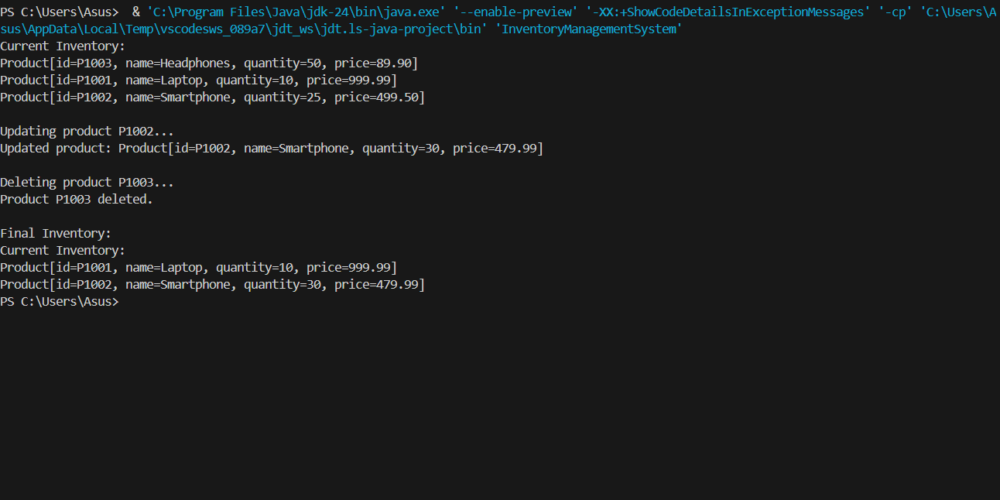 PS C:\Users\Asus>  & 'C:\Program Files\Java\jdk-24\bin\java.exe' '--enable-preview' '-XX:+ShowCodeDetailsInExceptionMessages' '-cp' 'C:\Users\A
sus\AppData\Local\Temp\vscodesws_089a7\jdt_ws\jdt.ls-java-project\bin' 'InventoryManagementSystem'
Current Inventory:
Product[id=P1003, name=Headphones, quantity=50, price=89.90]
Product[id=P1001, name=Laptop, quantity=10, price=999.99]
Product[id=P1002, name=Smartphone, quantity=25, price=499.50]

Updating product P1002...
Updated product: Product[id=P1002, name=Smartphone, quantity=30, price=479.99]

Deleting product P1003...
Product P1003 deleted.

Final Inventory:
Current Inventory:
Product[id=P1001, name=Laptop, quantity=10, price=999.99]
Product[id=P1002, name=Smartphone, quantity=30, price=479.99]
PS C:\Users\Asus>